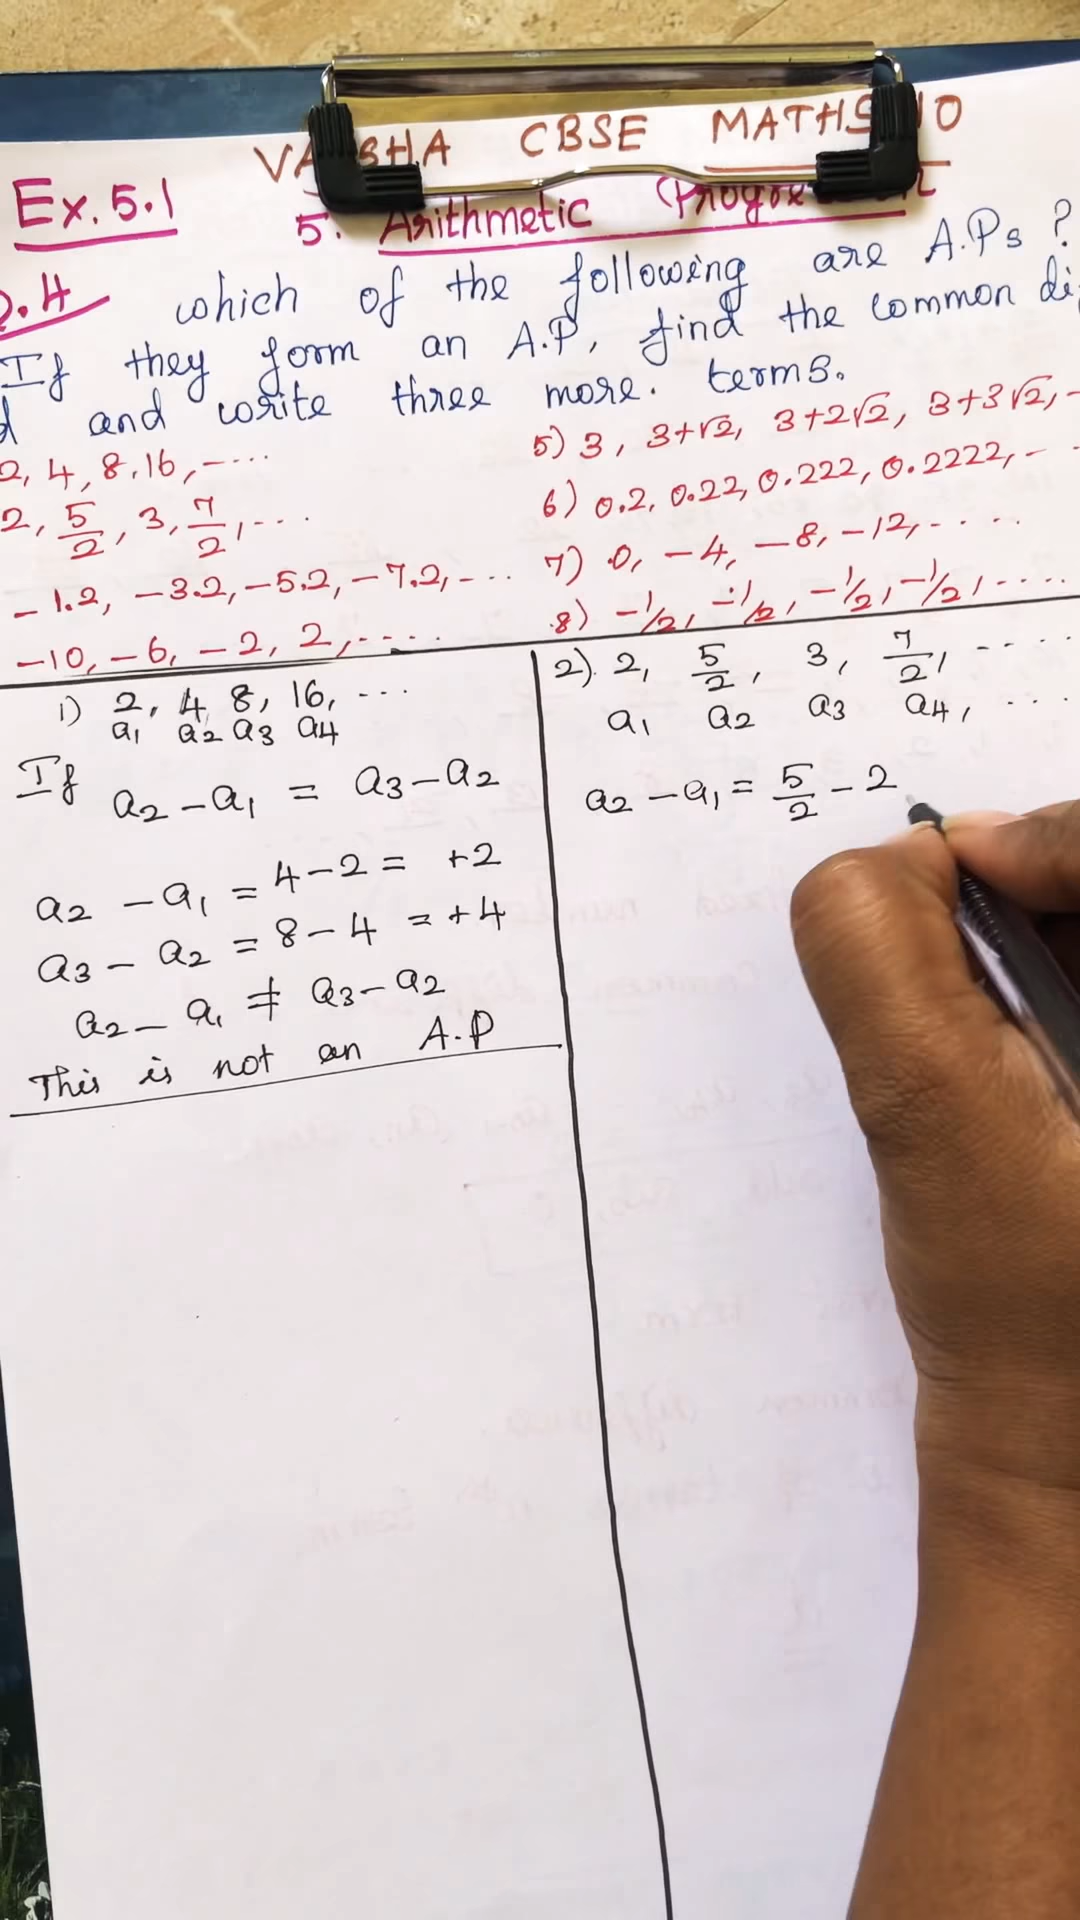 CBSE MATHS 10
Ex. 5.1
5. Arithmetic
Q.4 which of the following are A.Ps ?
If they form an A.P, find the common
d and write three more. terms.
2, 4, 8, 16, -....
2, 5/2, 3, 7/2, ....
-1.2, -3.2, -5.2, -7.2, -...
-10, -6, -2, 2, -....
5) 3, 3+√2, 3+2√2, 3+3√2, -
6) 0.2, 0.22, 0.222, 0.2222, - -
7) 0, -4, -8, -12, ....
8) -1/2, -1/2, -1/2, -1/2, ....
1) 2, 4, 8, 16, ...
a1 a2 a3 a4
If a2 - a1 = a3 - a2
a2 - a1 = 4 - 2 = +2
a3 - a2 = 8 - 4 = +4
a2 - a1 ≠ a3 - a2
This is not an A.P
2). 2, 5/2, 3, 7/2, ....
a1 a2 a3 a4, ...
a2 - a1 = 5/2 - 2